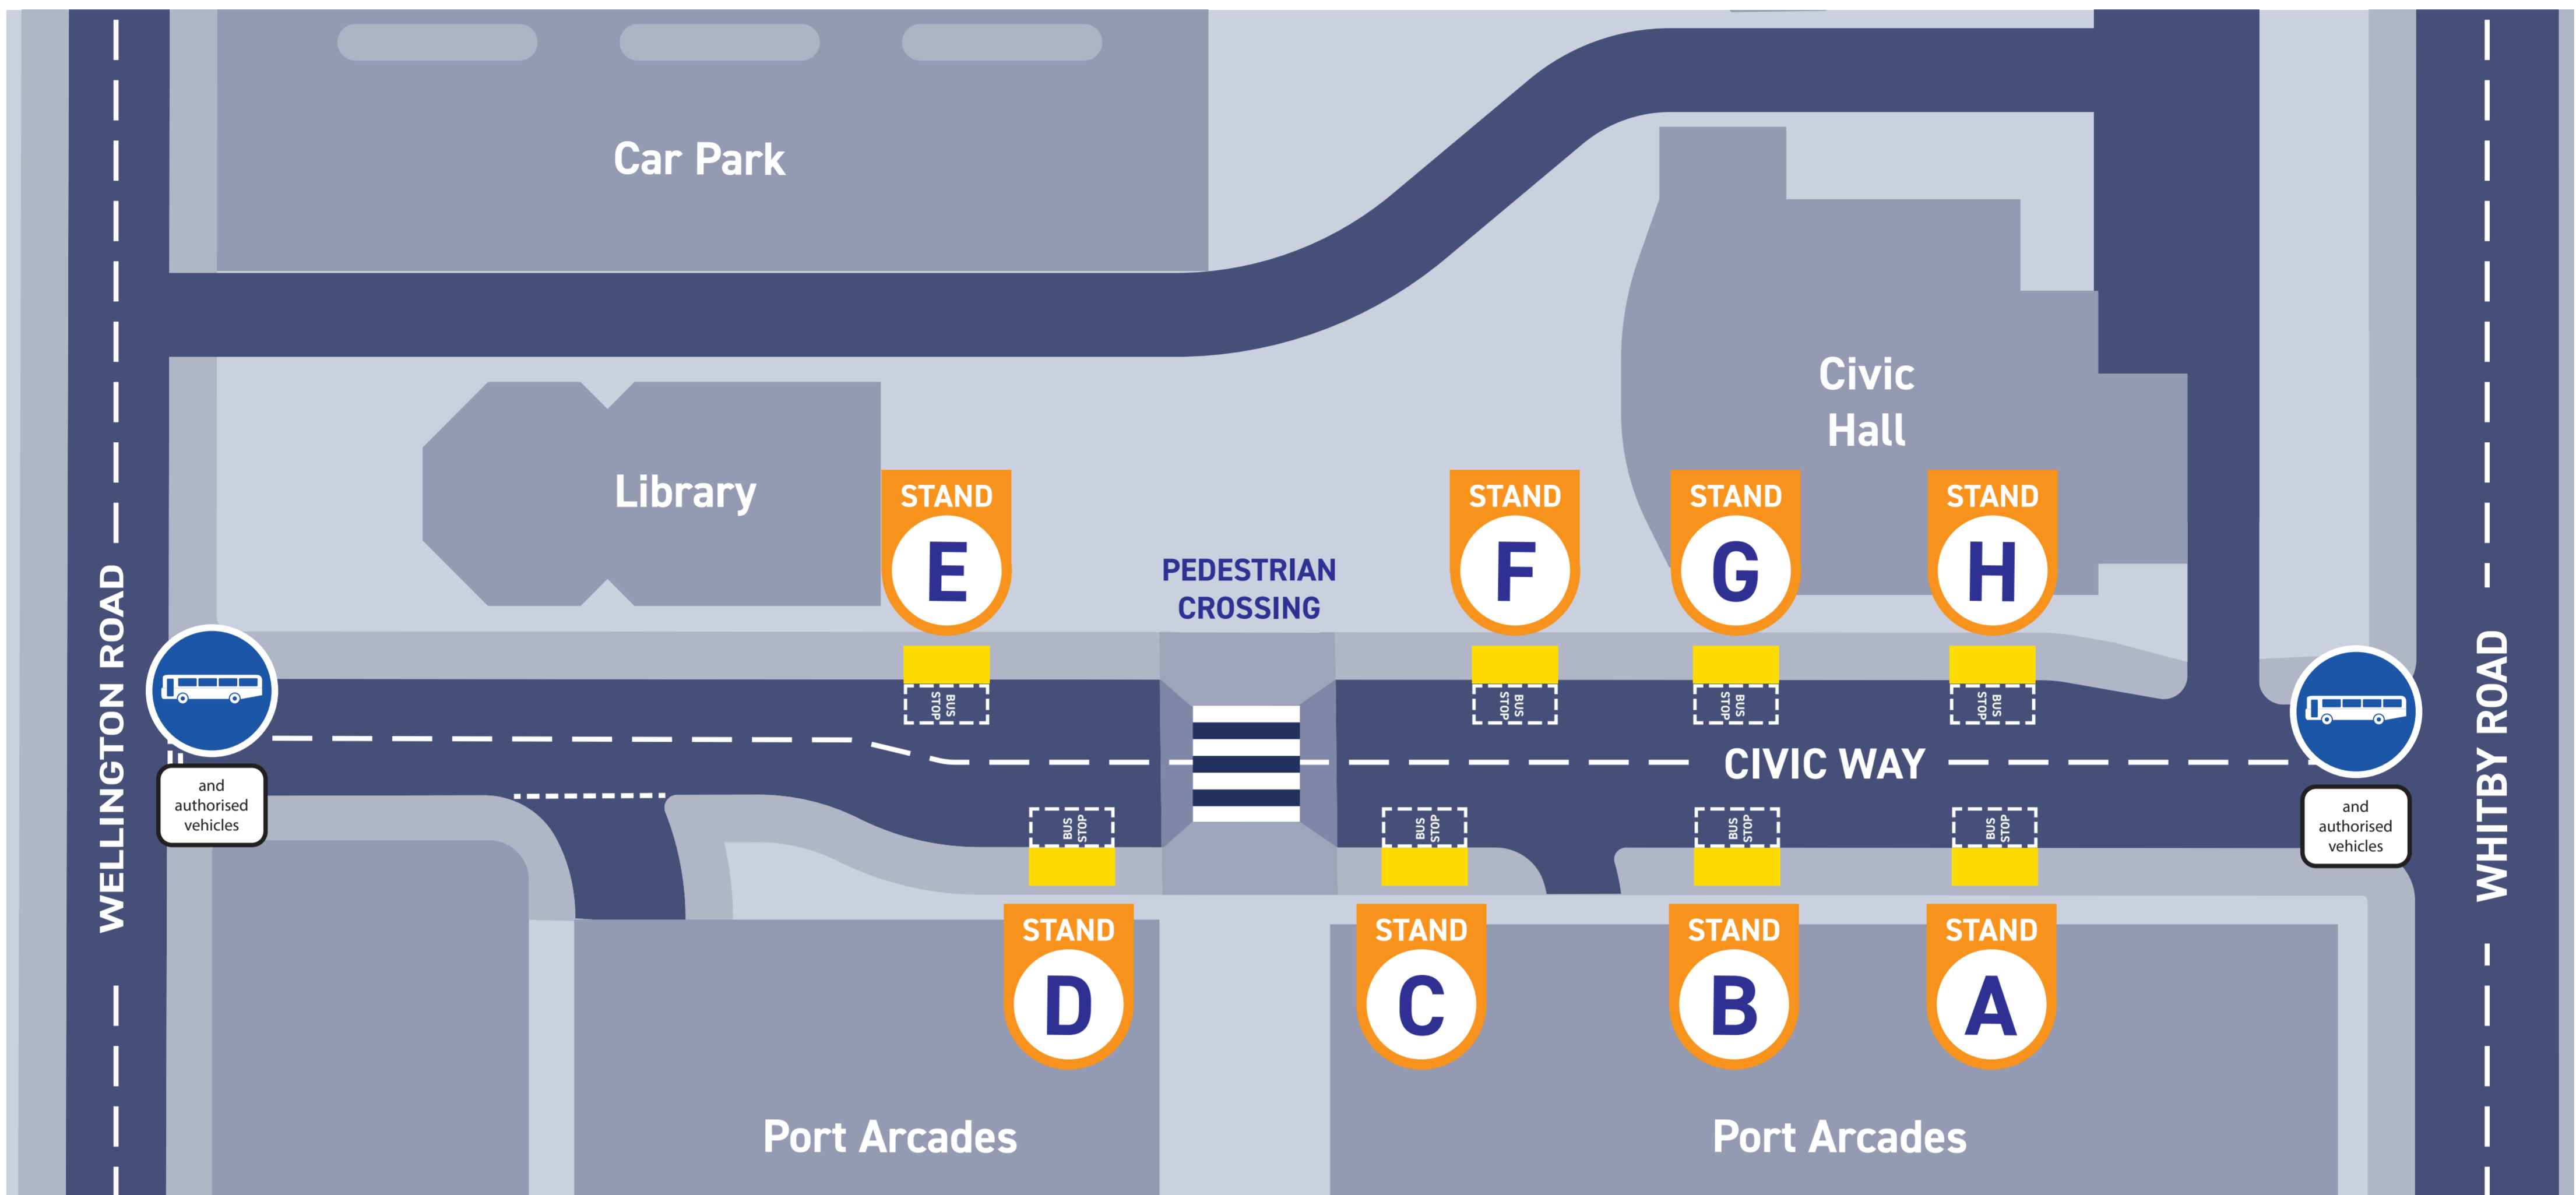 Car Park
Civic
Hall
Library
STAND
E
STAND
F
STAND
G
STAND
H
PEDESTRIAN
CROSSING
WELLINGTON ROAD
WHITBY ROAD
and
authorised
vehicles
BUS
STOP
BUS
STOP
BUS
STOP
BUS
STOP
CIVIC WAY
and
authorised
vehicles
BUS
STOP
BUS
STOP
BUS
STOP
BUS
STOP
STAND
D
STAND
C
STAND
B
STAND
A
Port Arcades
Port Arcades